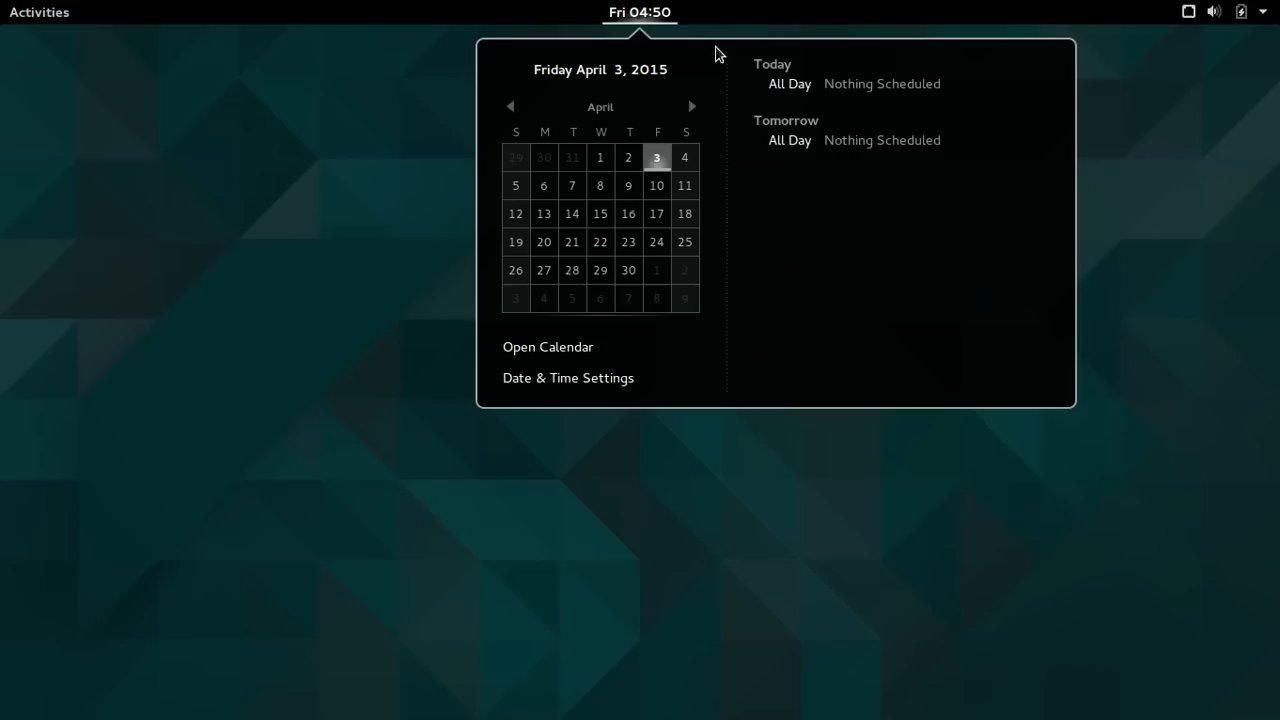 Activities
Fri 04:50
Friday April 3, 2015
April
S M T W T F S
29 30 31 1 2 3 4
5 6 7 8 9 10 11
12 13 14 15 16 17 18
19 20 21 22 23 24 25
26 27 28 29 30 1 2
3 4 5 6 7 8 9
Open Calendar
Date & Time Settings
Today
All Day Nothing Scheduled
Tomorrow
All Day Nothing Scheduled